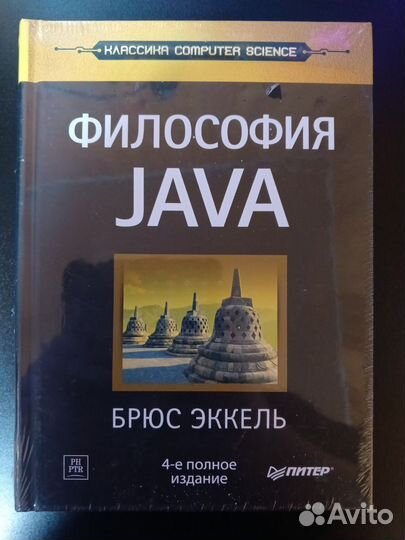 КЛАССИКА COMPUTER SCIENCE
ФИЛОСОФИЯ
JAVA
БРЮС ЭККЕЛЬ
4-е полное
издание
PH
PTR
ПИТЕР
Avito